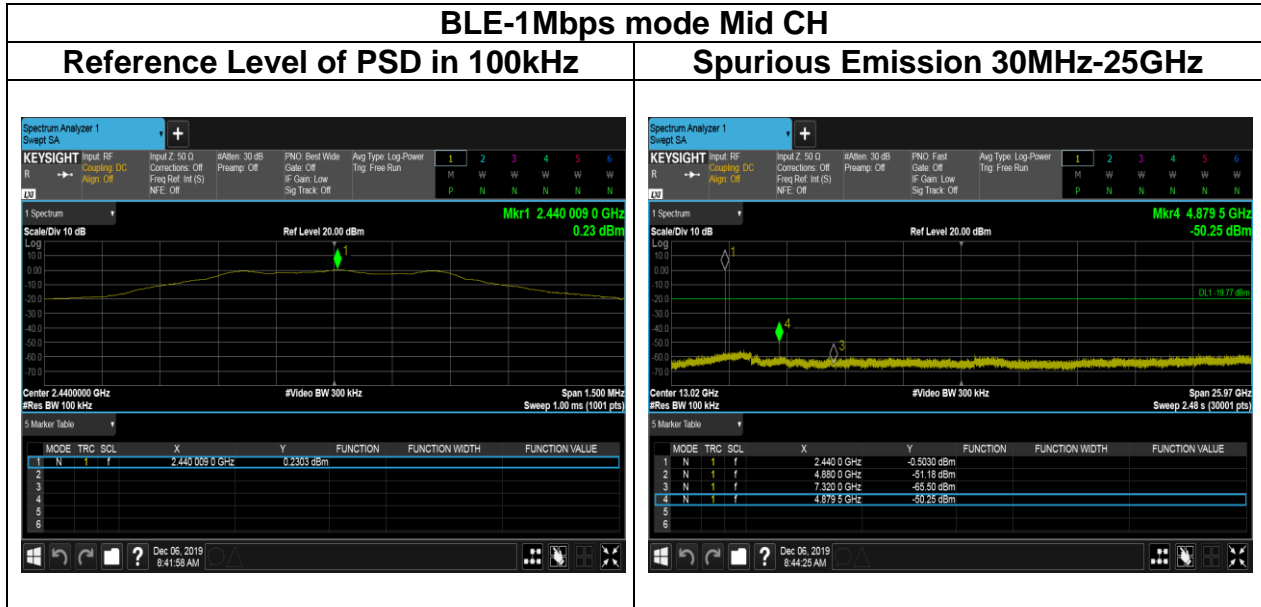 BLE-1Mbps mode Mid CH
Reference Level of PSD in 100kHz
Spurious Emission 30MHz-25GHz
Spectrum Analyzer 1
Swept SA
+
KEYSIGHT Input: RF
R Coupling: DC
Align: Off
LXI
Input Z: 50 Ω
Corrections: Off
Freq Ref: Int (S)
NFE: Off
#Atten: 30 dB
Preamp: Off
PNO: Best Wide
Gate: Off
IF Gain: Low
Sig Track: Off
Avg Type: Log-Power
Trig: Free Run
1 2 3 4 5 6
M W W W W W
P N N N N N
1 Spectrum
Mkr1 2.440 009 0 GHz
Scale/Div 10 dB Ref Level 20.00 dBm 0.23 dBm
Log
10.0
0.00
-10.0
-20.0
-30.0
-40.0
-50.0
-60.0
-70.0
1
Center 2.4400000 GHz #Video BW 300 kHz Span 1.500 MHz
#Res BW 100 kHz Sweep 1.00 ms (1001 pts)
5 Marker Table
MODE TRC SCL X Y FUNCTION FUNCTION WIDTH FUNCTION VALUE
1 N 1 f 2.440 009 0 GHz 0.2303 dBm
2
3
4
5
6
?
Dec 06, 2019
8:41:58 AM
Spectrum Analyzer 1
Swept SA
+
KEYSIGHT Input: RF
R Coupling: DC
Align: Off
LXI
Input Z: 50 Ω
Corrections: Off
Freq Ref: Int (S)
NFE: Off
#Atten: 30 dB
Preamp: Off
PNO: Fast
Gate: Off
IF Gain: Low
Sig Track: Off
Avg Type: Log-Power
Trig: Free Run
1 2 3 4 5 6
M W W W W W
P N N N N N
1 Spectrum
Mkr4 4.879 5 GHz
Scale/Div 10 dB Ref Level 20.00 dBm -50.25 dBm
Log
10.0
0.00
-10.0
-20.0
-30.0
-40.0
-50.0
-60.0
-70.0
1
DL1 -19.77 dBm
4
3
Center 13.02 GHz #Video BW 300 kHz Span 25.97 GHz
#Res BW 100 kHz Sweep 2.48 s (30001 pts)
5 Marker Table
MODE TRC SCL X Y FUNCTION FUNCTION WIDTH FUNCTION VALUE
1 N 1 f 2.440 0 GHz -0.5030 dBm
2 N 1 f 4.880 0 GHz -51.18 dBm
3 N 1 f 7.320 0 GHz -65.50 dBm
4 N 1 f 4.879 5 GHz -50.25 dBm
5
6
?
Dec 06, 2019
8:44:25 AM